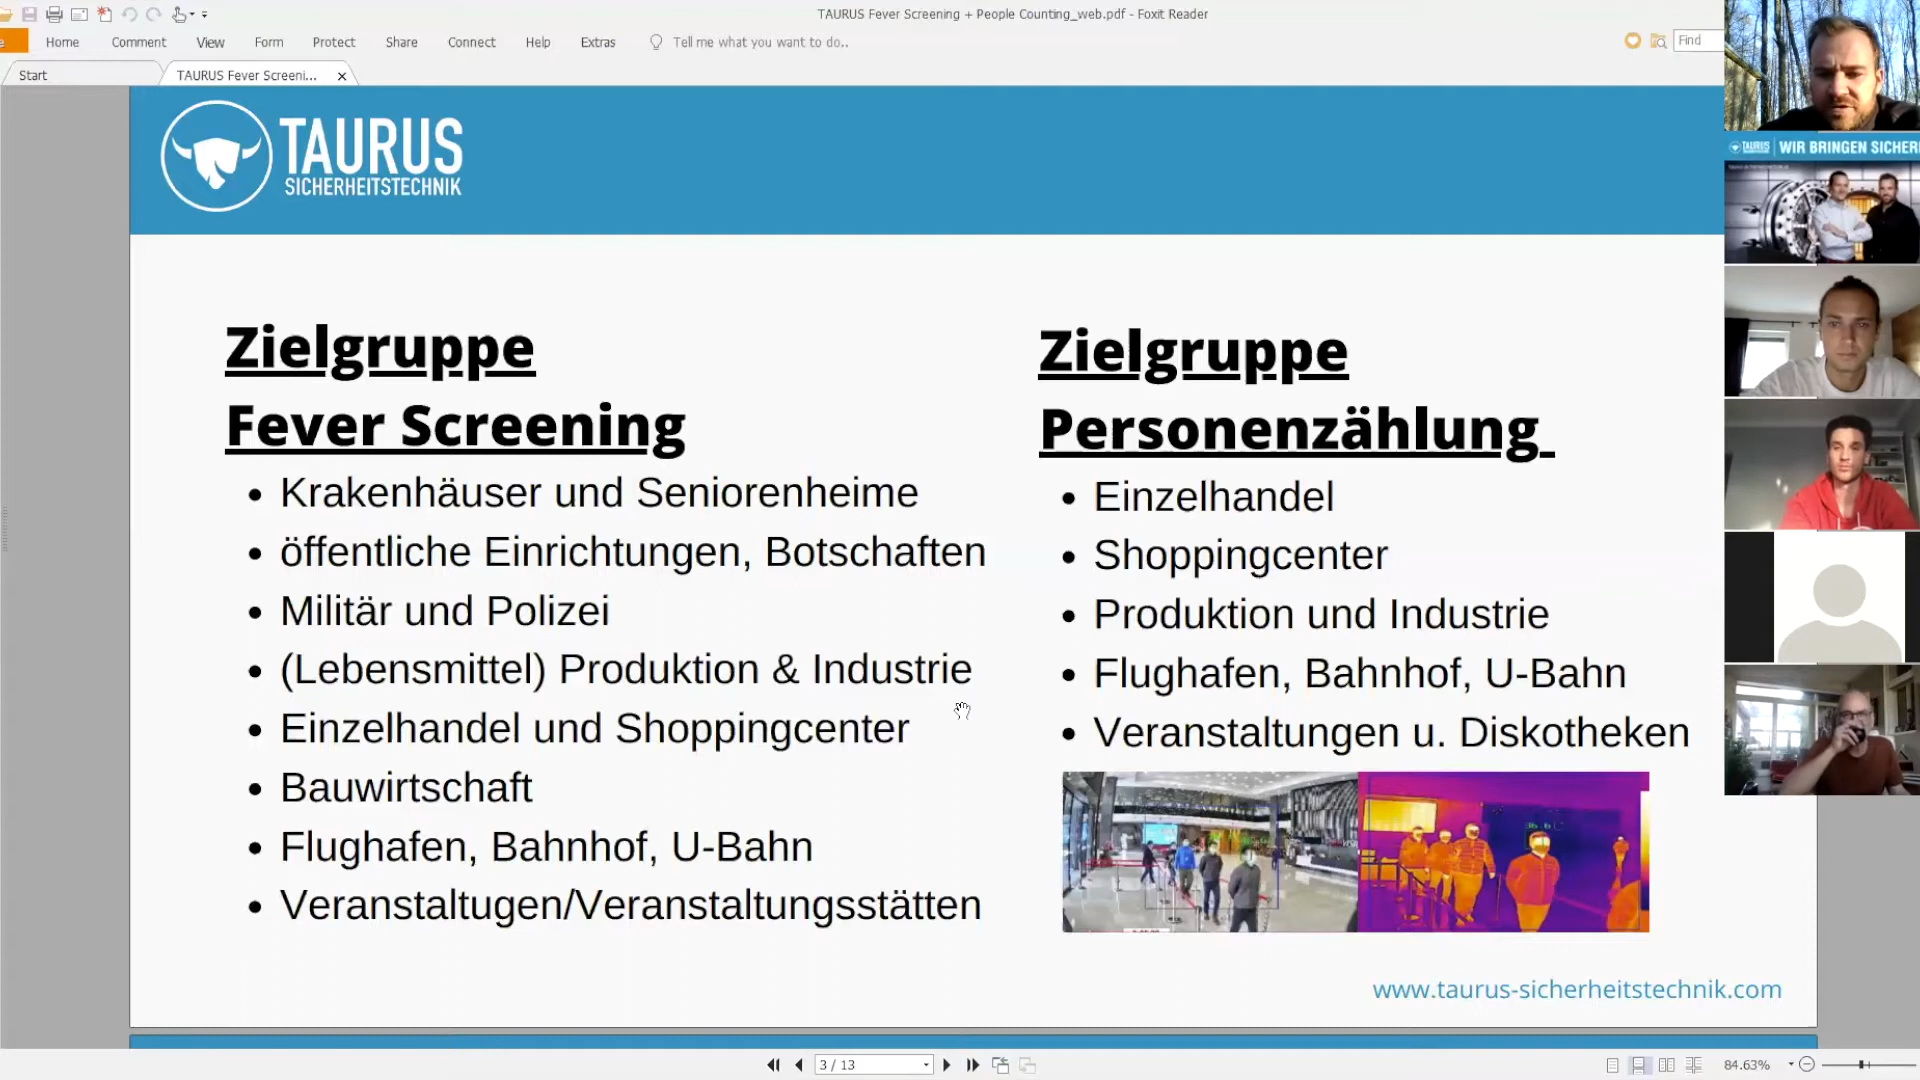 TAURUS Fever Screening + People Counting_web.pdf - Foxit Reader
Home Comment View Form Protect Share Connect Help Extras Tell me what you want to do.. Find
Start TAURUS Fever Screeni...
TAURUS
SICHERHEITSTECHNIK
TAURUS WIR BRINGEN SICHER
Zielgruppe
Fever Screening
• Krakenhäuser und Seniorenheime
• öffentliche Einrichtungen, Botschaften
• Militär und Polizei
• (Lebensmittel) Produktion & Industrie
• Einzelhandel und Shoppingcenter
• Bauwirtschaft
• Flughafen, Bahnhof, U-Bahn
• Veranstaltugen/Veranstaltungsstätten
Zielgruppe
Personenzählung
• Einzelhandel
• Shoppingcenter
• Produktion und Industrie
• Flughafen, Bahnhof, U-Bahn
• Veranstaltungen u. Diskotheken
www.taurus-sicherheitstechnik.com
3 / 13
84.63%